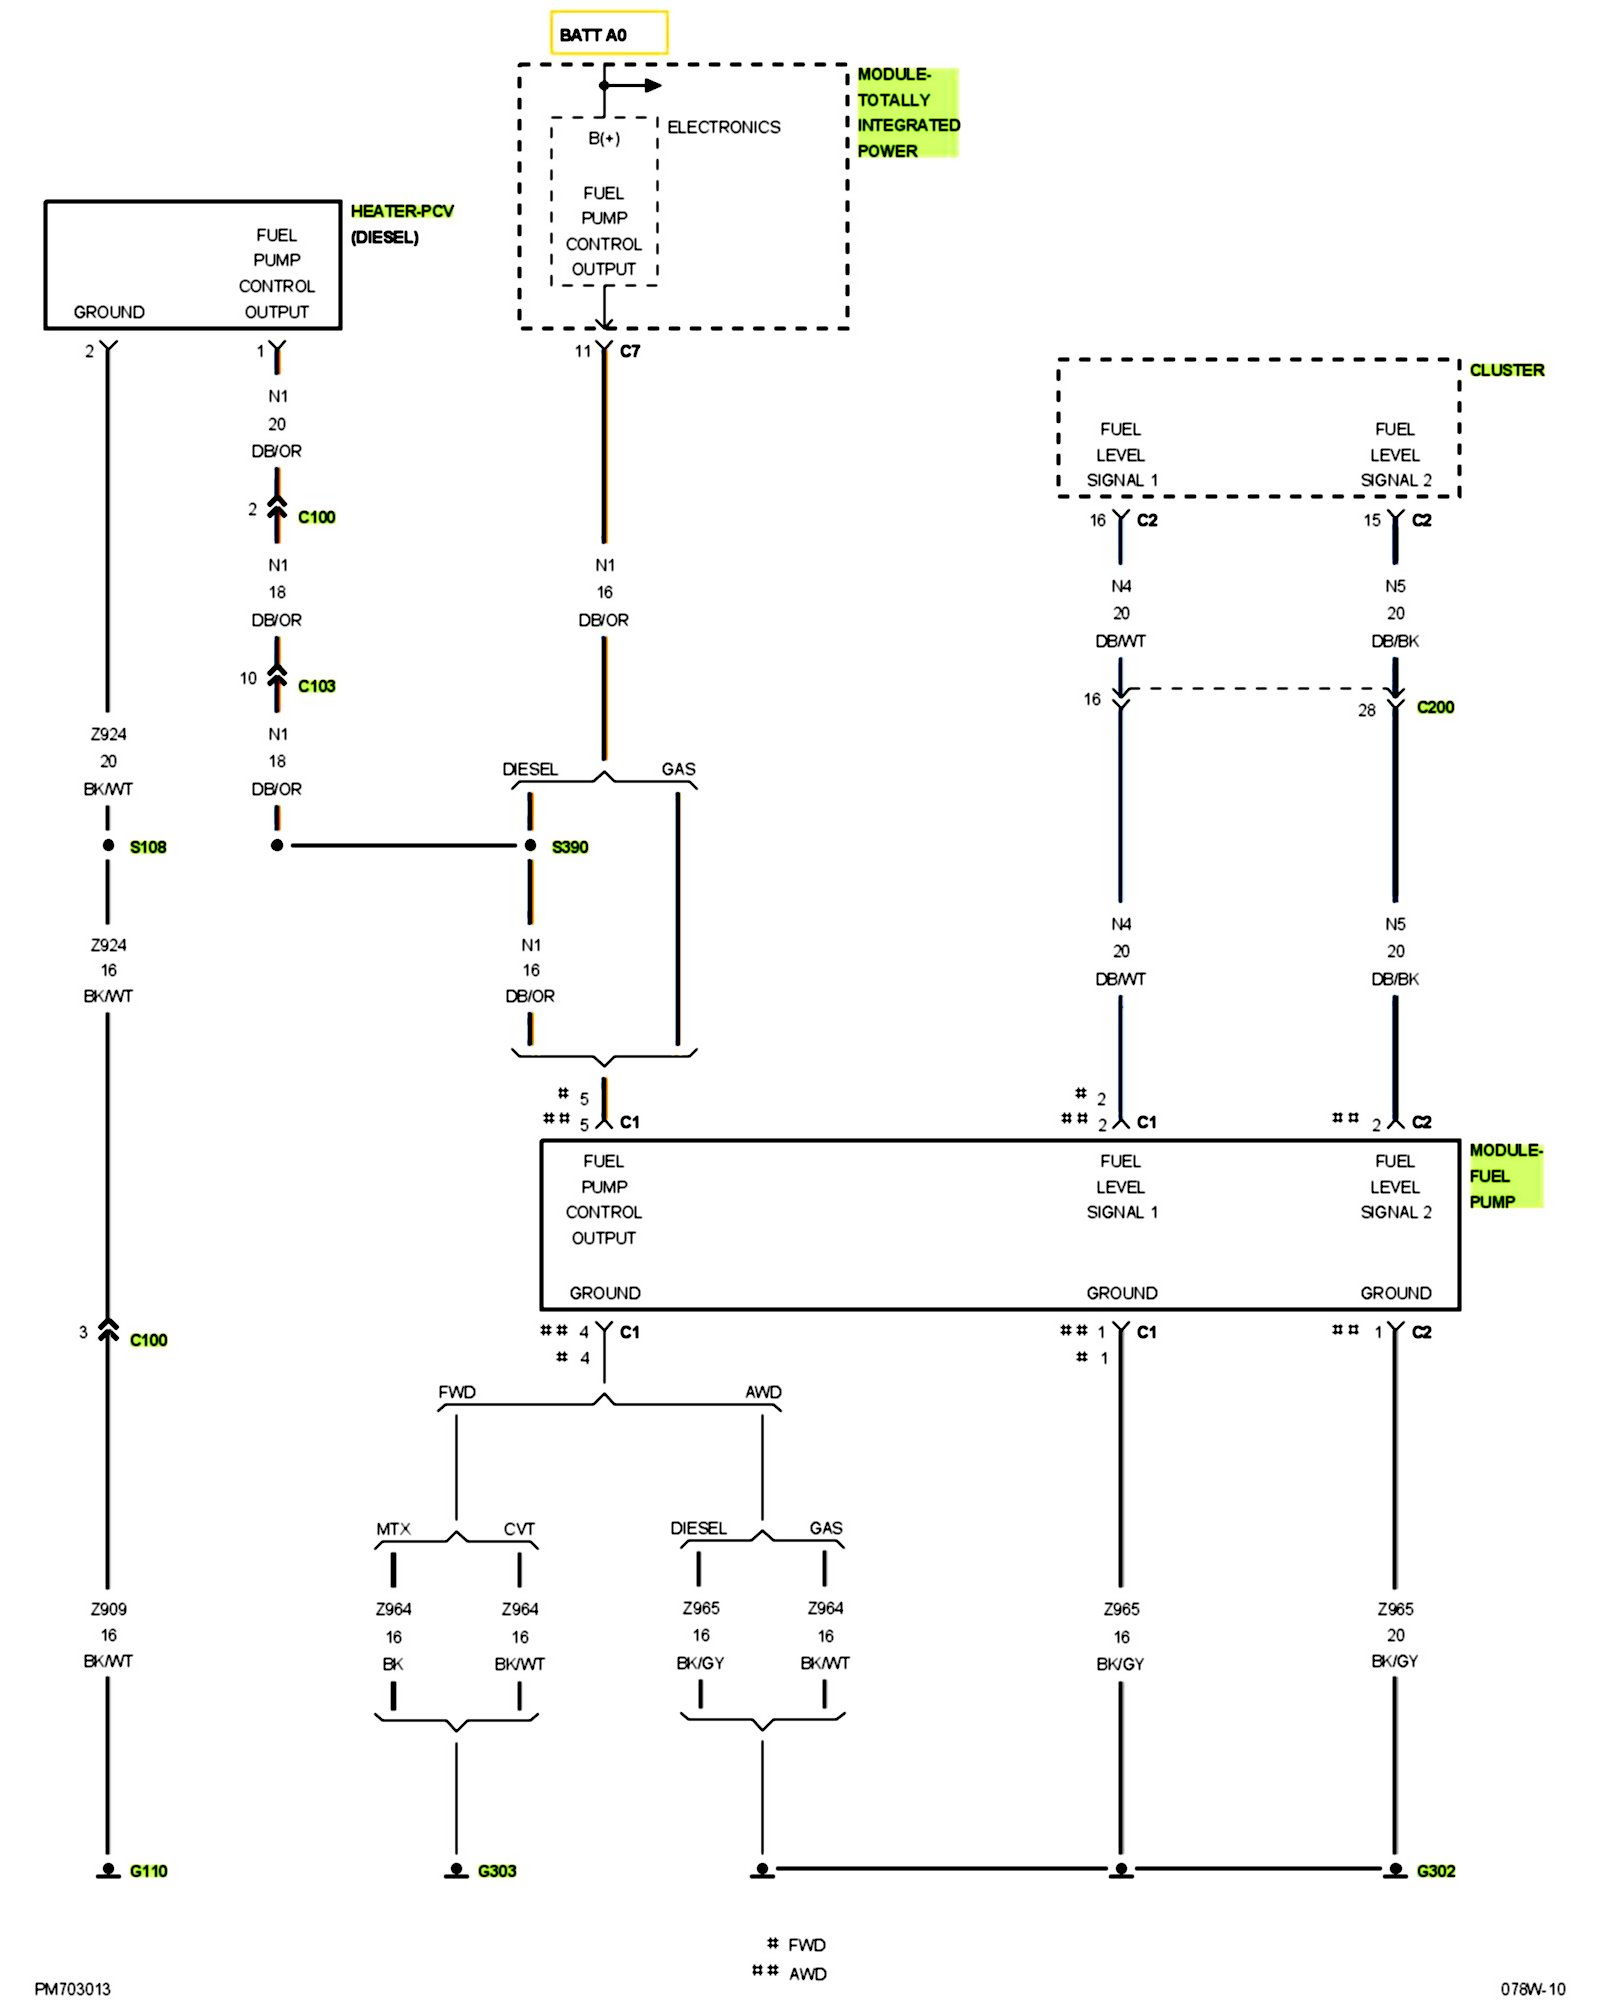 BATT A0
MODULE-
TOTALLY
INTEGRATED
POWER
ELECTRONICS
B(+)
FUEL
PUMP
CONTROL
OUTPUT
HEATER-PCV
(DIESEL)
FUEL
PUMP
CONTROL
GROUND OUTPUT
2 1 11 C7
CLUSTER
N1
20
DB/OR
FUEL FUEL
LEVEL LEVEL
SIGNAL 1 SIGNAL 2
2 C100
16 C2 15 C2
N1 N1
18 16
DB/OR DB/OR
N4 N5
20 20
DB/WT DB/BK
10 C103
16 28 C200
Z924 N1
20 18
BK/WT DB/OR
DIESEL GAS
S108 S390
Z924 N1
16 16
BK/WT DB/OR
N4 N5
20 20
DB/WT DB/BK
# 5 # 2
## 5 C1 ## 2 C1 ## 2 C2
MODULE-
FUEL
PUMP
FUEL FUEL FUEL
PUMP LEVEL LEVEL
CONTROL SIGNAL 1 SIGNAL 2
OUTPUT
GROUND GROUND GROUND
3 C100
## 4 C1 ## 1 C1 ## 1 C2
# 4 # 1
FWD AWD
MTX CVT DIESEL GAS
Z909 Z964 Z964 Z965 Z964 Z965 Z965
16 16 16 16 16 16 20
BK/WT BK BK/WT BK/GY BK/WT BK/GY BK/GY
G110 G303 G302
# FWD
## AWD
PM703013 078W-10